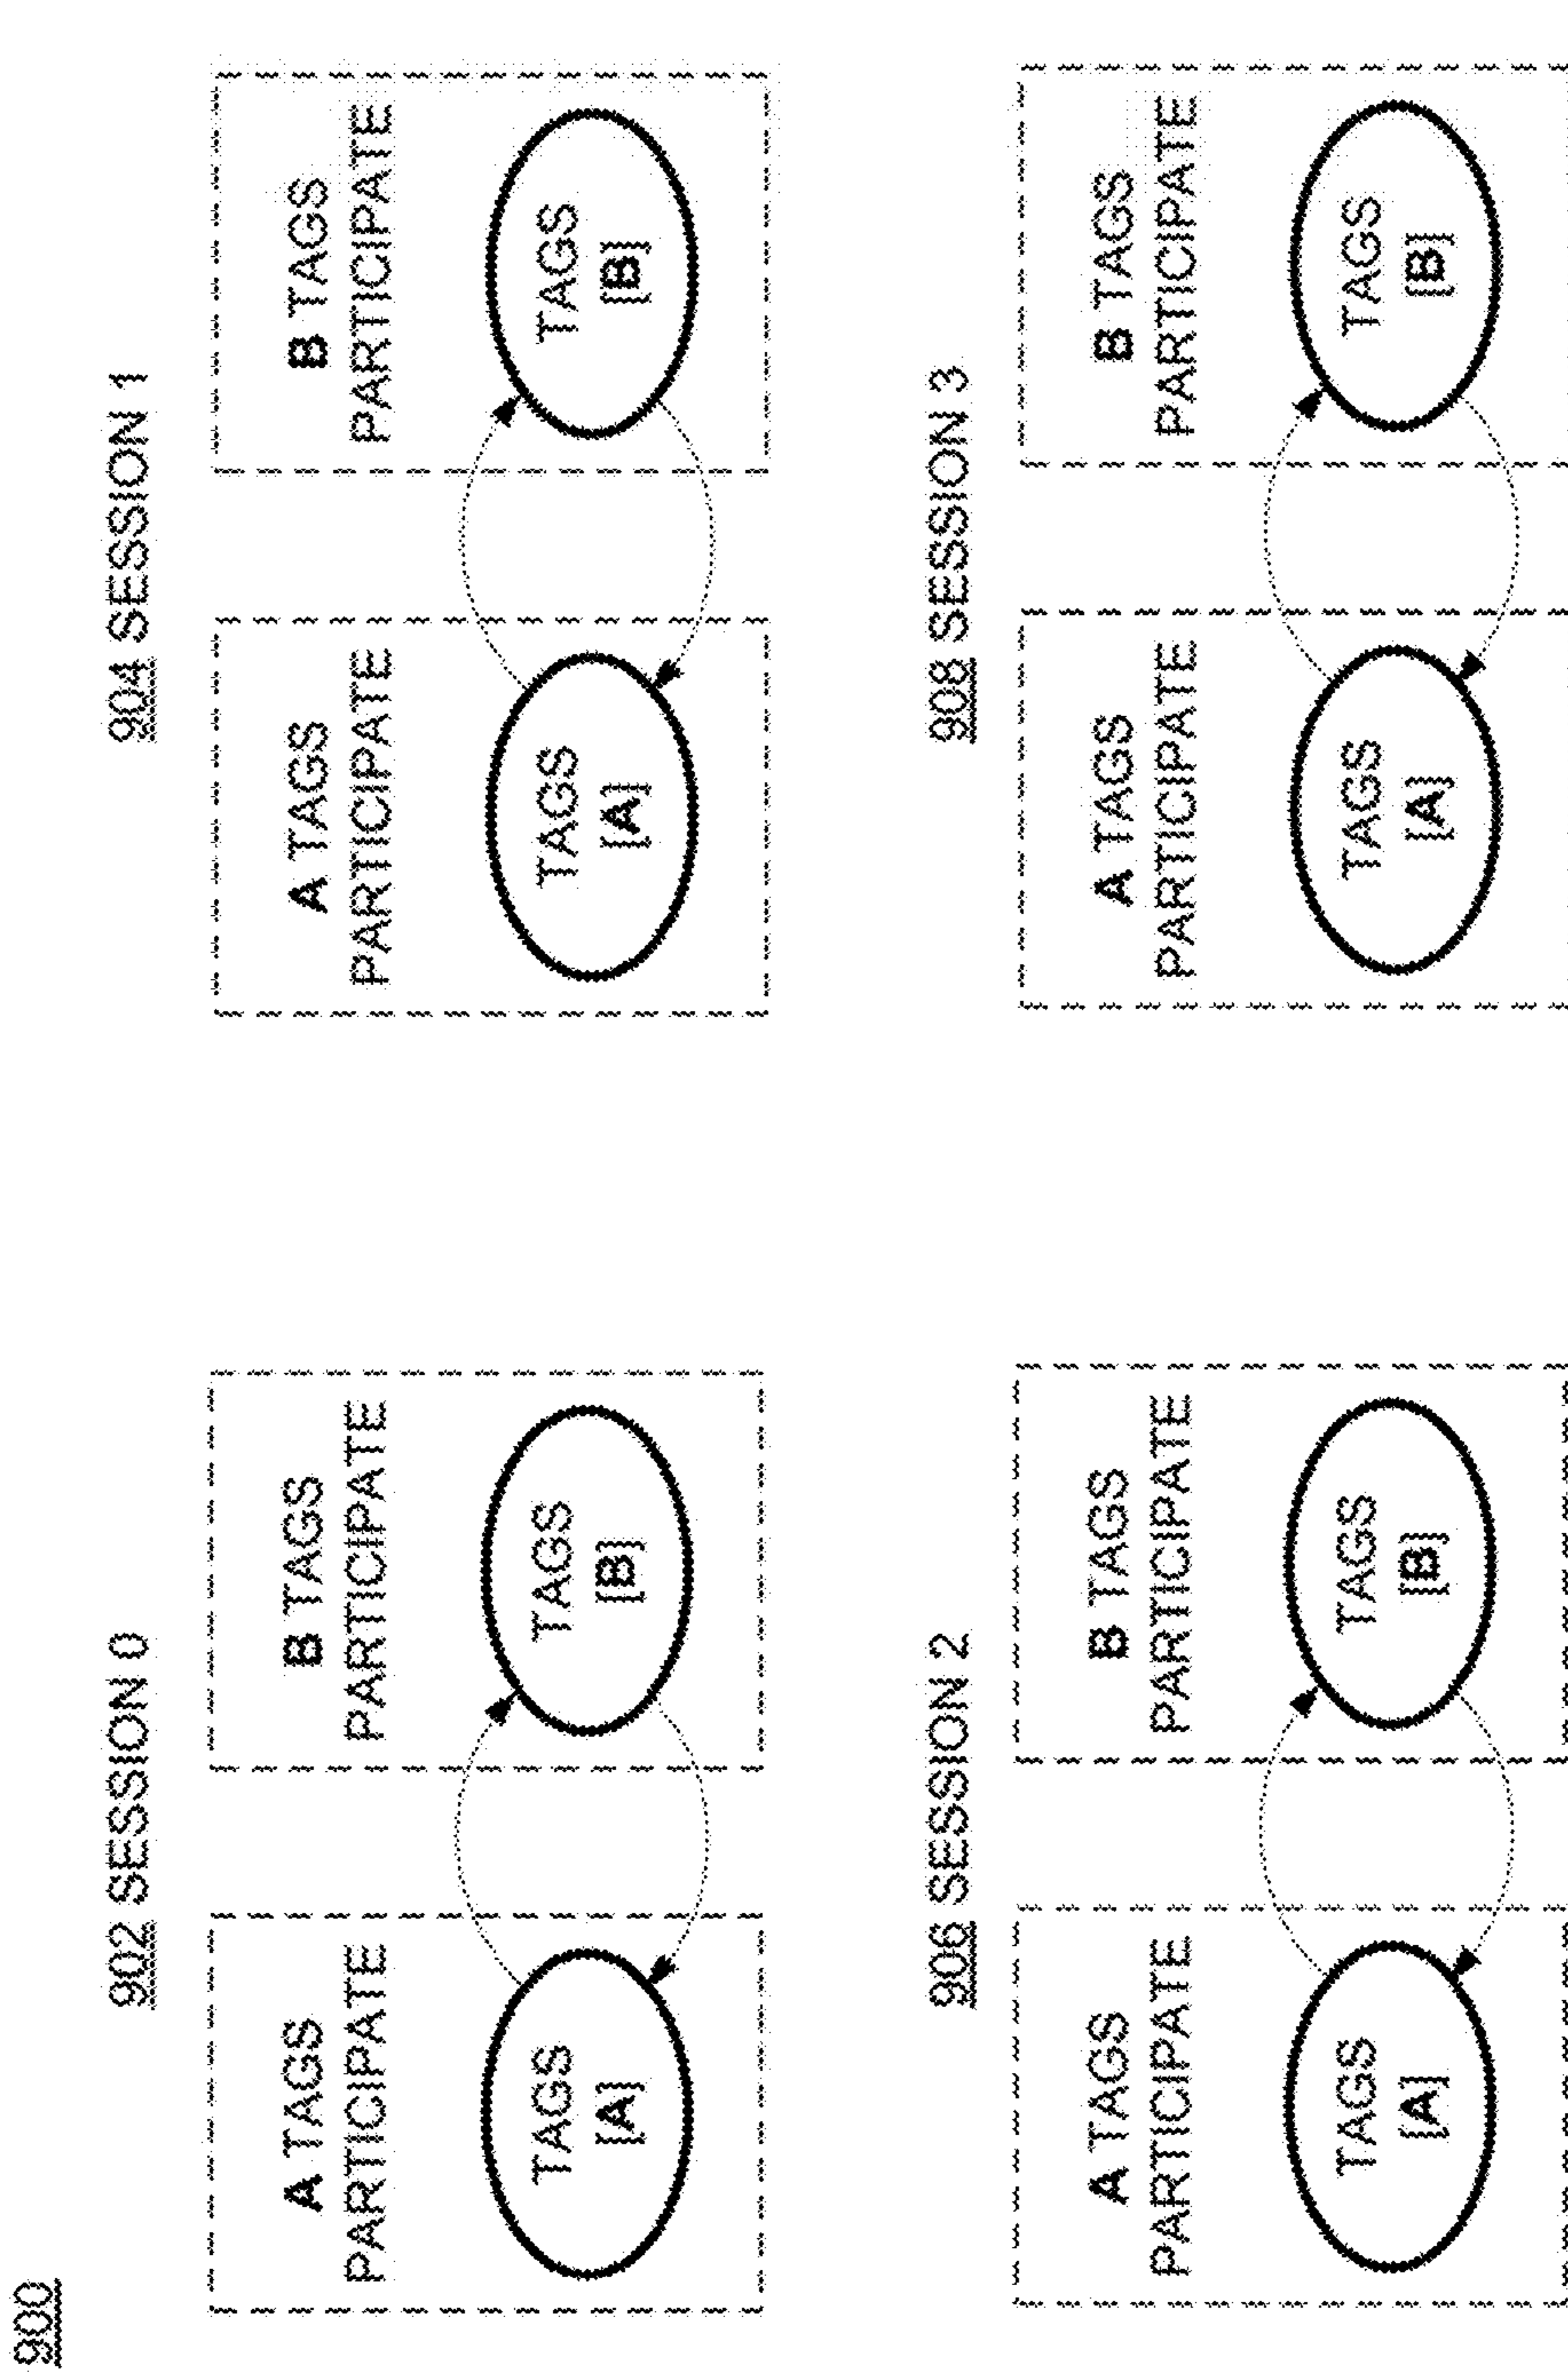 900
902 SESSION 0
A TAGS
PARTICIPATE
TAGS
[A]
B TAGS
PARTICIPATE
TAGS
[B]
904 SESSION 1
A TAGS
PARTICIPATE
TAGS
[A]
B TAGS
PARTICIPATE
TAGS
[B]
906 SESSION 2
A TAGS
PARTICIPATE
TAGS
[A]
B TAGS
PARTICIPATE
TAGS
[B]
908 SESSION 3
A TAGS
PARTICIPATE
TAGS
[A]
B TAGS
PARTICIPATE
TAGS
[B]